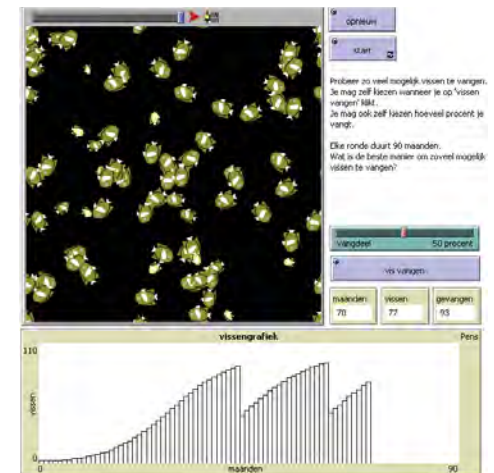 opnieuw
start
Probeer zo veel mogelijk vissen te vangen.
Je mag zelf kiezen wanneer je op 'vissen
vangen' klikt.
Je mag ook zelf kiezen hoeveel procent je
vangt.
Elke ronde duurt 90 maanden.
Wat is de beste manier om zoveel mogelijk
vissen te vangen?
vangdeel 50 procent
vis vangen
maanden vissen gevangen
70 77 93
vissengrafiek Pens
110
vissen
0
0 maanden 90